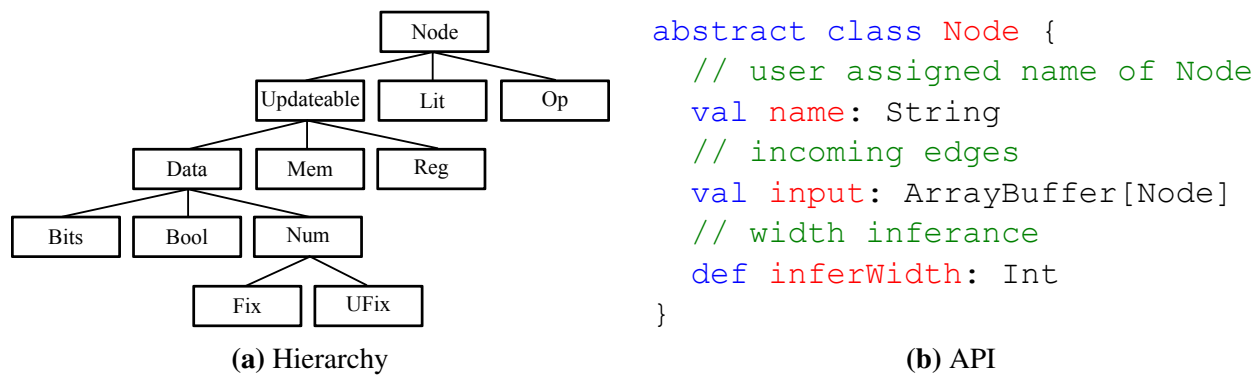 Node
Updateable Lit Op
Data Mem Reg
Bits Bool Num
Fix UFix
(a) Hierarchy
abstract class Node {
  // user assigned name of Node
  val name: String
  // incoming edges
  val input: ArrayBuffer[Node]
  // width inferance
  def inferWidth: Int
}
(b) API